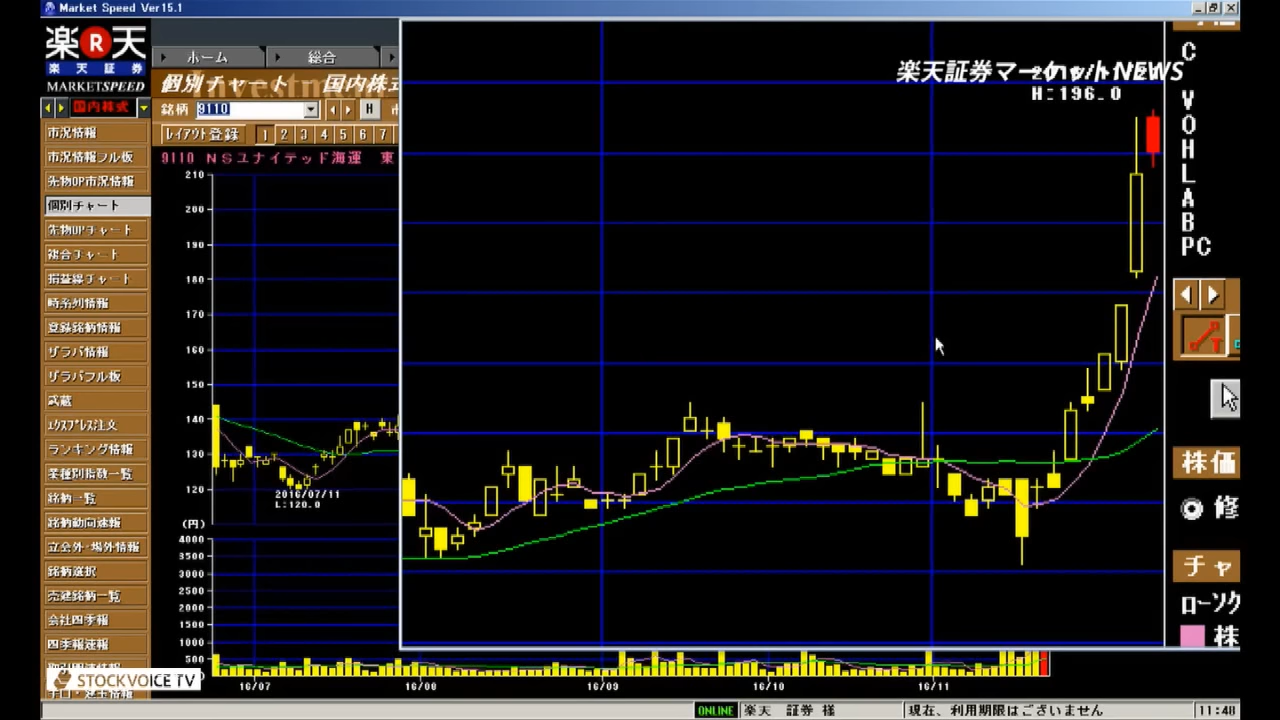 Market Speed Ver15.1
楽R天
楽天証券
MARKETSPEED
国内株式
ホーム
総合
個別チャート 国内株式
銘柄 9110
H
レイアウト登録 1 2 3 4 5 6 7
9110 NSユナイテッド海運 東
楽天証券マーケットNEWS
H:196.0
市況情報
市況情報フル板
先物OP市況情報
個別チャート
先物OPチャート
複合チャート
損益線チャート
時系列情報
登録銘柄情報
ザラバ情報
ザラバフル板
武蔵
エクスプレス注文
ランキング情報
業種別指数一覧
銘柄一覧
銘柄動向速報
立会外・場外情報
銘柄選択
売建銘柄一覧
会社四季報
四季報速報
210
200
190
180
170
160
150
140
130
120
(円)
4000
3500
3000
2500
2000
1500
1000
500
2016/07/11
L:120.0
16/07
16/08
16/09
16/10
16/11
C
V
O
H
L
A
B
PC
株価
修
チャ
ローソク
株
STOCKVOICE TV
ONLINE
楽天 証券 様
現在、利用期限はございません
11:48